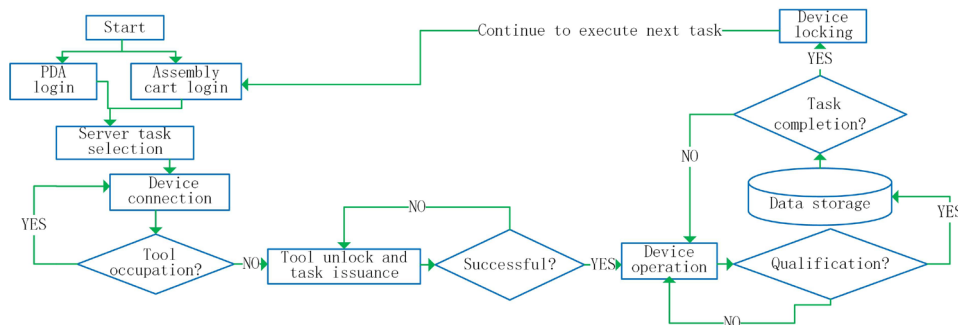 Start
PDA
login
Assembly
cart login
Server task
selection
Device
connection
YES
Tool
occupation?
NO
Tool unlock and
task issuance
NO
Successful?
YES
Device
operation
Qualification?
NO
YES
Data storage
Task
completion?
NO
YES
Device
locking
Continue to execute next task